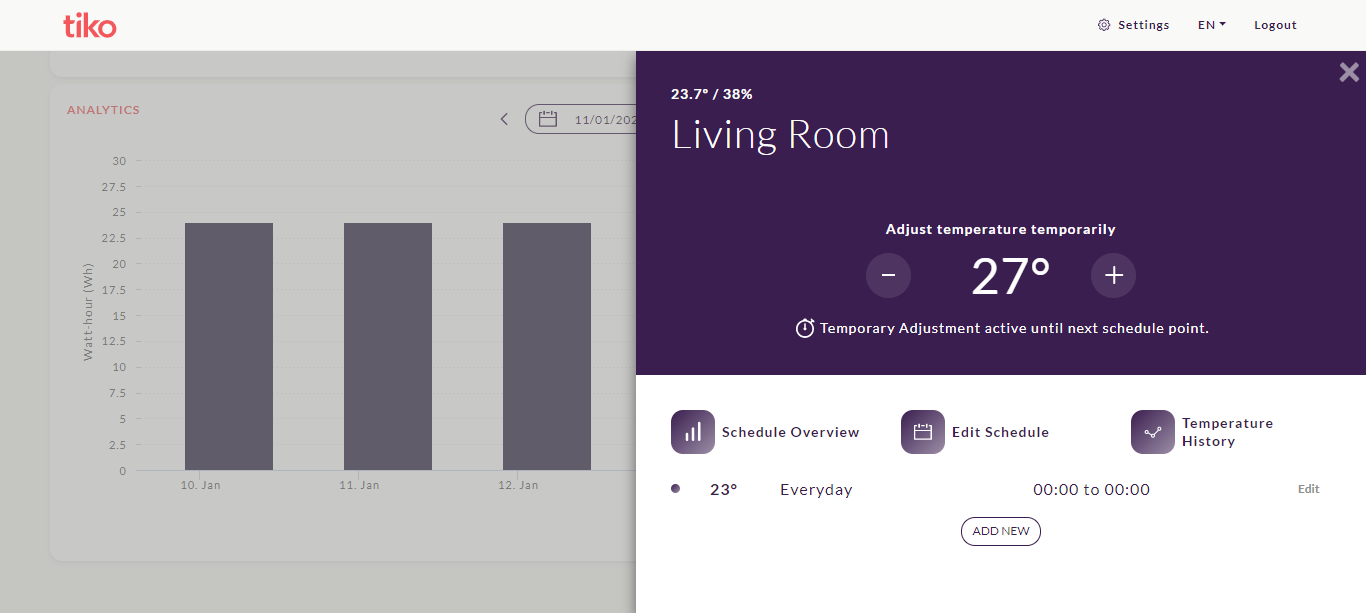 tiko
Settings
EN
Logout
ANALYTICS
11/01/202
30
27.5
25
22.5
20
17.5
15
12.5
10
7.5
5
2.5
0
Watt-hour (Wh)
10. Jan
11. Jan
12. Jan
23.7° / 38%
Living Room
Adjust temperature temporarily
−
27°
+
Temporary Adjustment active until next schedule point.
Schedule Overview
Edit Schedule
Temperature
History
23°
Everyday
00:00 to 00:00
Edit
ADD NEW